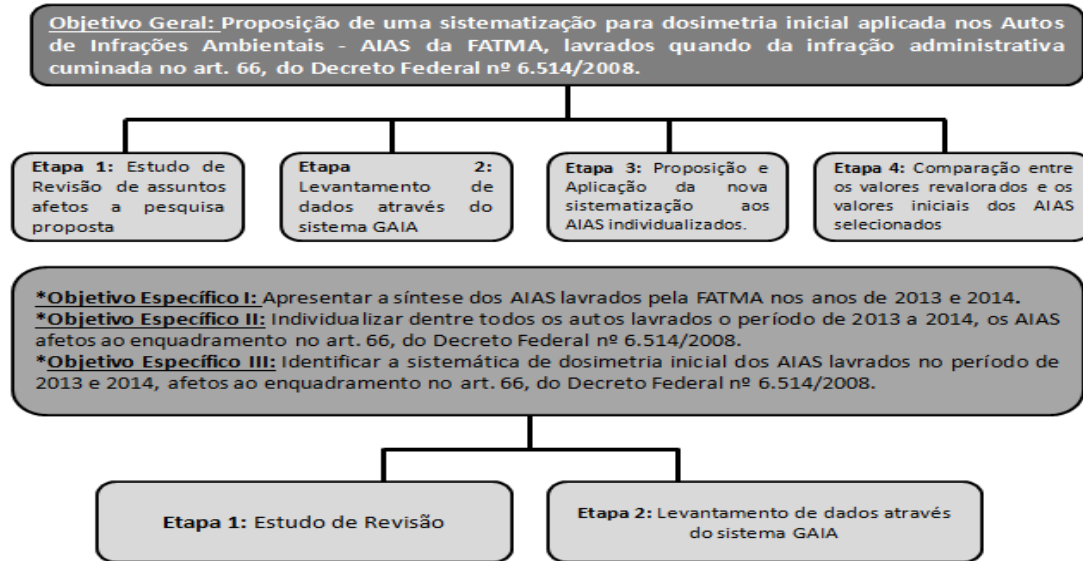 Objetivo Geral: Proposição de uma sistematização para dosimetria inicial aplicada nos Autos
de Infrações Ambientais - AIAS da FATMA, lavrados quando da infração administrativa
cuminada no art. 66, do Decreto Federal nº 6.514/2008.
Etapa 1: Estudo de
Revisão de assuntos
afetos a pesquisa
proposta
Etapa 2:
Levantamento de
dados através do
sistema GAIA
Etapa 3: Proposição e
Aplicação da nova
sistematização aos
AIAS individualizados.
Etapa 4: Comparação entre
os valores revalorados e os
valores iniciais dos AIAS
selecionados
*Objetivo Específico I: Apresentar a síntese dos AIAS lavrados pela FATMA nos anos de 2013 e 2014.
*Objetivo Específico II: Individualizar dentre todos os autos lavrados o período de 2013 a 2014, os AIAS
afetos ao enquadramento no art. 66, do Decreto Federal nº 6.514/2008.
*Objetivo Específico III: Identificar a sistemática de dosimetria inicial dos AIAS lavrados no período de
2013 e 2014, afetos ao enquadramento no art. 66, do Decreto Federal nº 6.514/2008.
Etapa 1: Estudo de Revisão
Etapa 2: Levantamento de dados através
do sistema GAIA